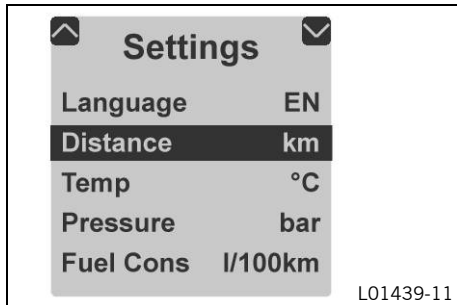 Settings
Language EN
Distance km
Temp °C
Pressure bar
Fuel Cons l/100km
L01439-11